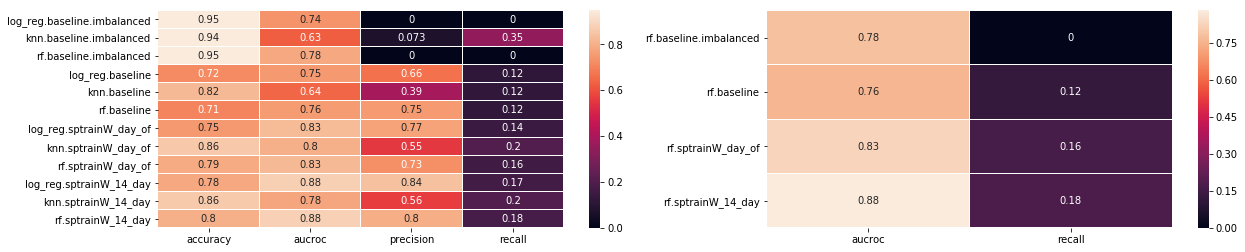 log_reg.baseline.imbalanced 0.95 0.74 0 0
knn.baseline.imbalanced 0.94 0.63 0.073 0.35
rf.baseline.imbalanced 0.95 0.78 0 0
log_reg.baseline 0.72 0.75 0.66 0.12
knn.baseline 0.82 0.64 0.39 0.12
rf.baseline 0.71 0.76 0.75 0.12
log_reg.sptrainW_day_of 0.75 0.83 0.77 0.14
knn.sptrainW_day_of 0.86 0.8 0.55 0.2
rf.sptrainW_day_of 0.79 0.83 0.73 0.16
log_reg.sptrainW_14_day 0.78 0.88 0.84 0.17
knn.sptrainW_14_day 0.86 0.78 0.56 0.2
rf.sptrainW_14_day 0.8 0.88 0.8 0.18
accuracy aucroc precision recall
0.8
0.6
0.4
0.2
0.0
rf.baseline.imbalanced 0.78 0
rf.baseline 0.76 0.12
rf.sptrainW_day_of 0.83 0.16
rf.sptrainW_14_day 0.88 0.18
aucroc recall
0.75
0.60
0.45
0.30
0.15
0.00